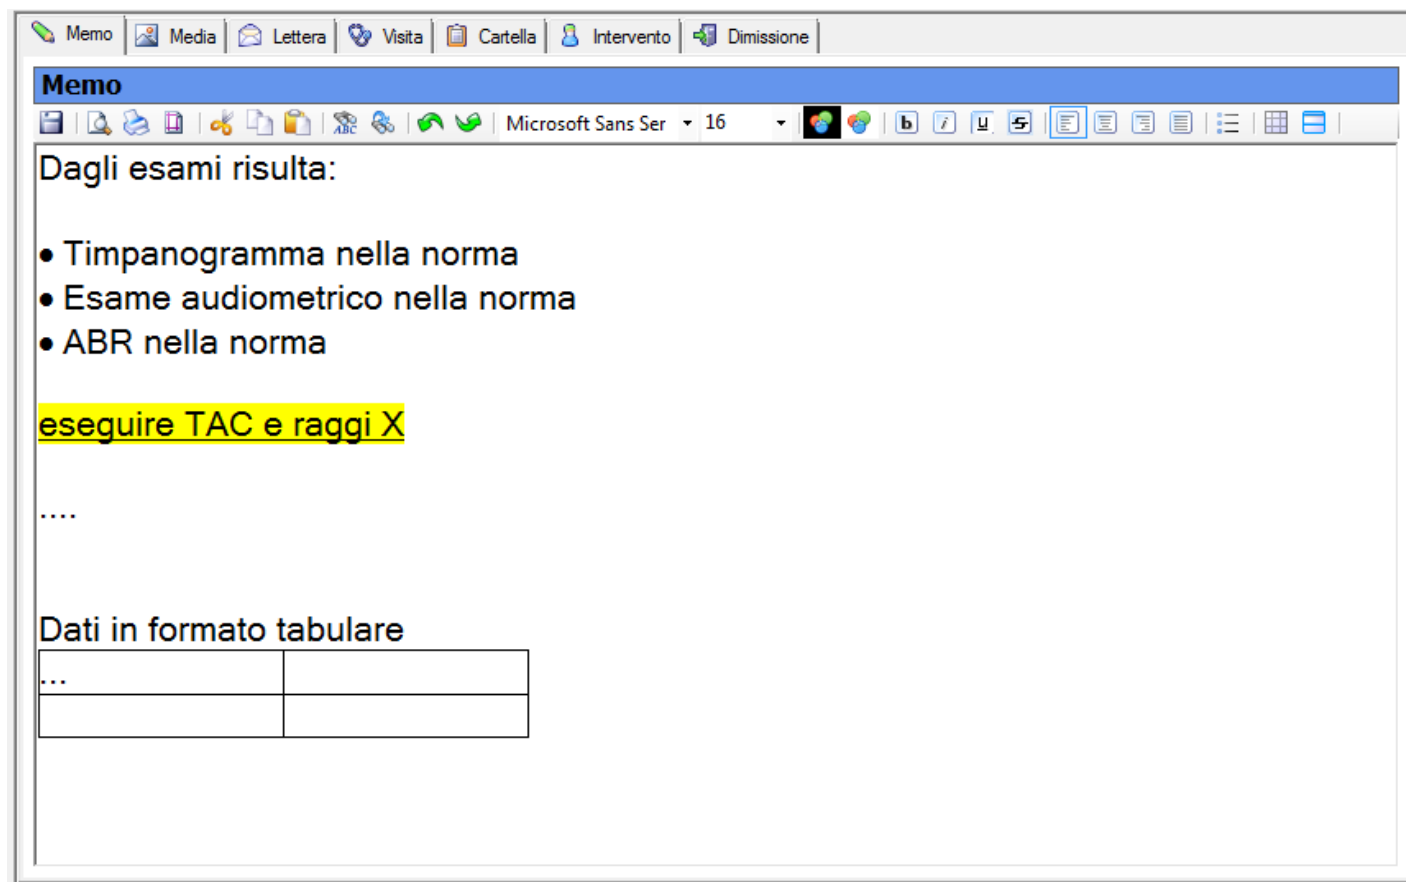 Memo Media Lettera Visita Cartella Intervento Dimissione
Memo
ABC Microsoft Sans Ser 16 b i u S
Dagli esami risulta:
• Timpanogramma nella norma
• Esame audiometrico nella norma
• ABR nella norma
eseguire TAC e raggi X
....
Dati in formato tabulare
...